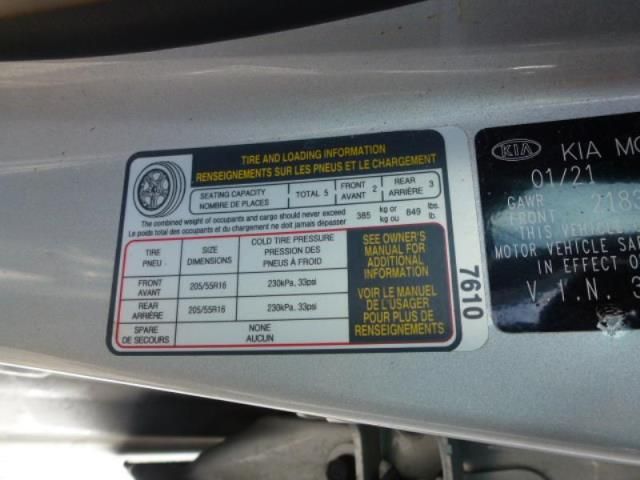 TIRE AND LOADING INFORMATION
RENSEIGNEMENTS SUR LES PNEUS ET LE CHARGEMENT
SEATING CAPACITY
NOMBRE DE PLACES
TOTAL 5
FRONT
AVANT 2
REAR
ARRIÈRE 3
The combined weight of occupants and cargo should never exceed
Le poids total des occupants et du chargement ne doit jamais dépasser
385 kg or kg ou 849 lbs. lb.
TIRE
PNEU
SIZE
DIMENSIONS
COLD TIRE PRESSURE
PRESSION DES
PNEUS À FROID
FRONT
AVANT
205/55R16
230kPa, 33psi
REAR
ARRIÈRE
205/55R16
230kPa, 33psi
SPARE
DE SECOURS
NONE
AUCUN
SEE OWNER'S
MANUAL FOR
ADDITIONAL
INFORMATION
VOIR LE MANUEL
DE L'USAGER
POUR PLUS DE
RENSEIGNEMENTS
7610
KIA KIA MO
01/21
GAWR
FRONT 218
THIS VEHICLE
MOTOR VEHICLE SA
IN EFFECT O
V.I.N. 3